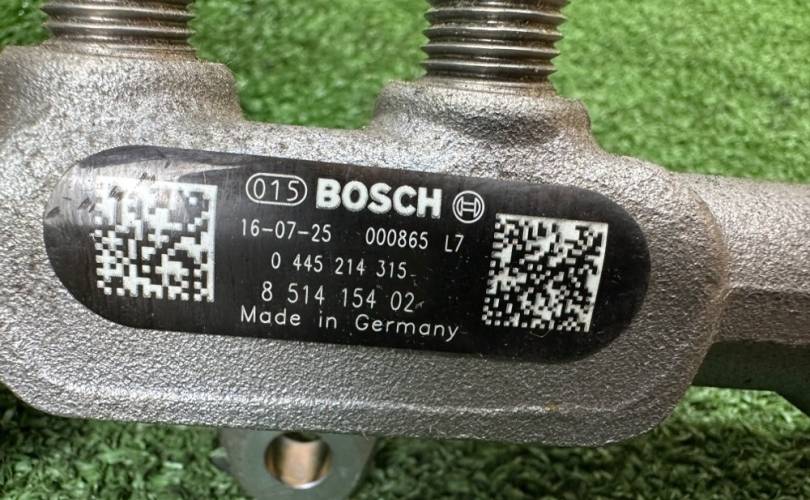 015 BOSCH
16-07-25 000865 L7
0 445 214 315
8 514 154 02
Made in Germany